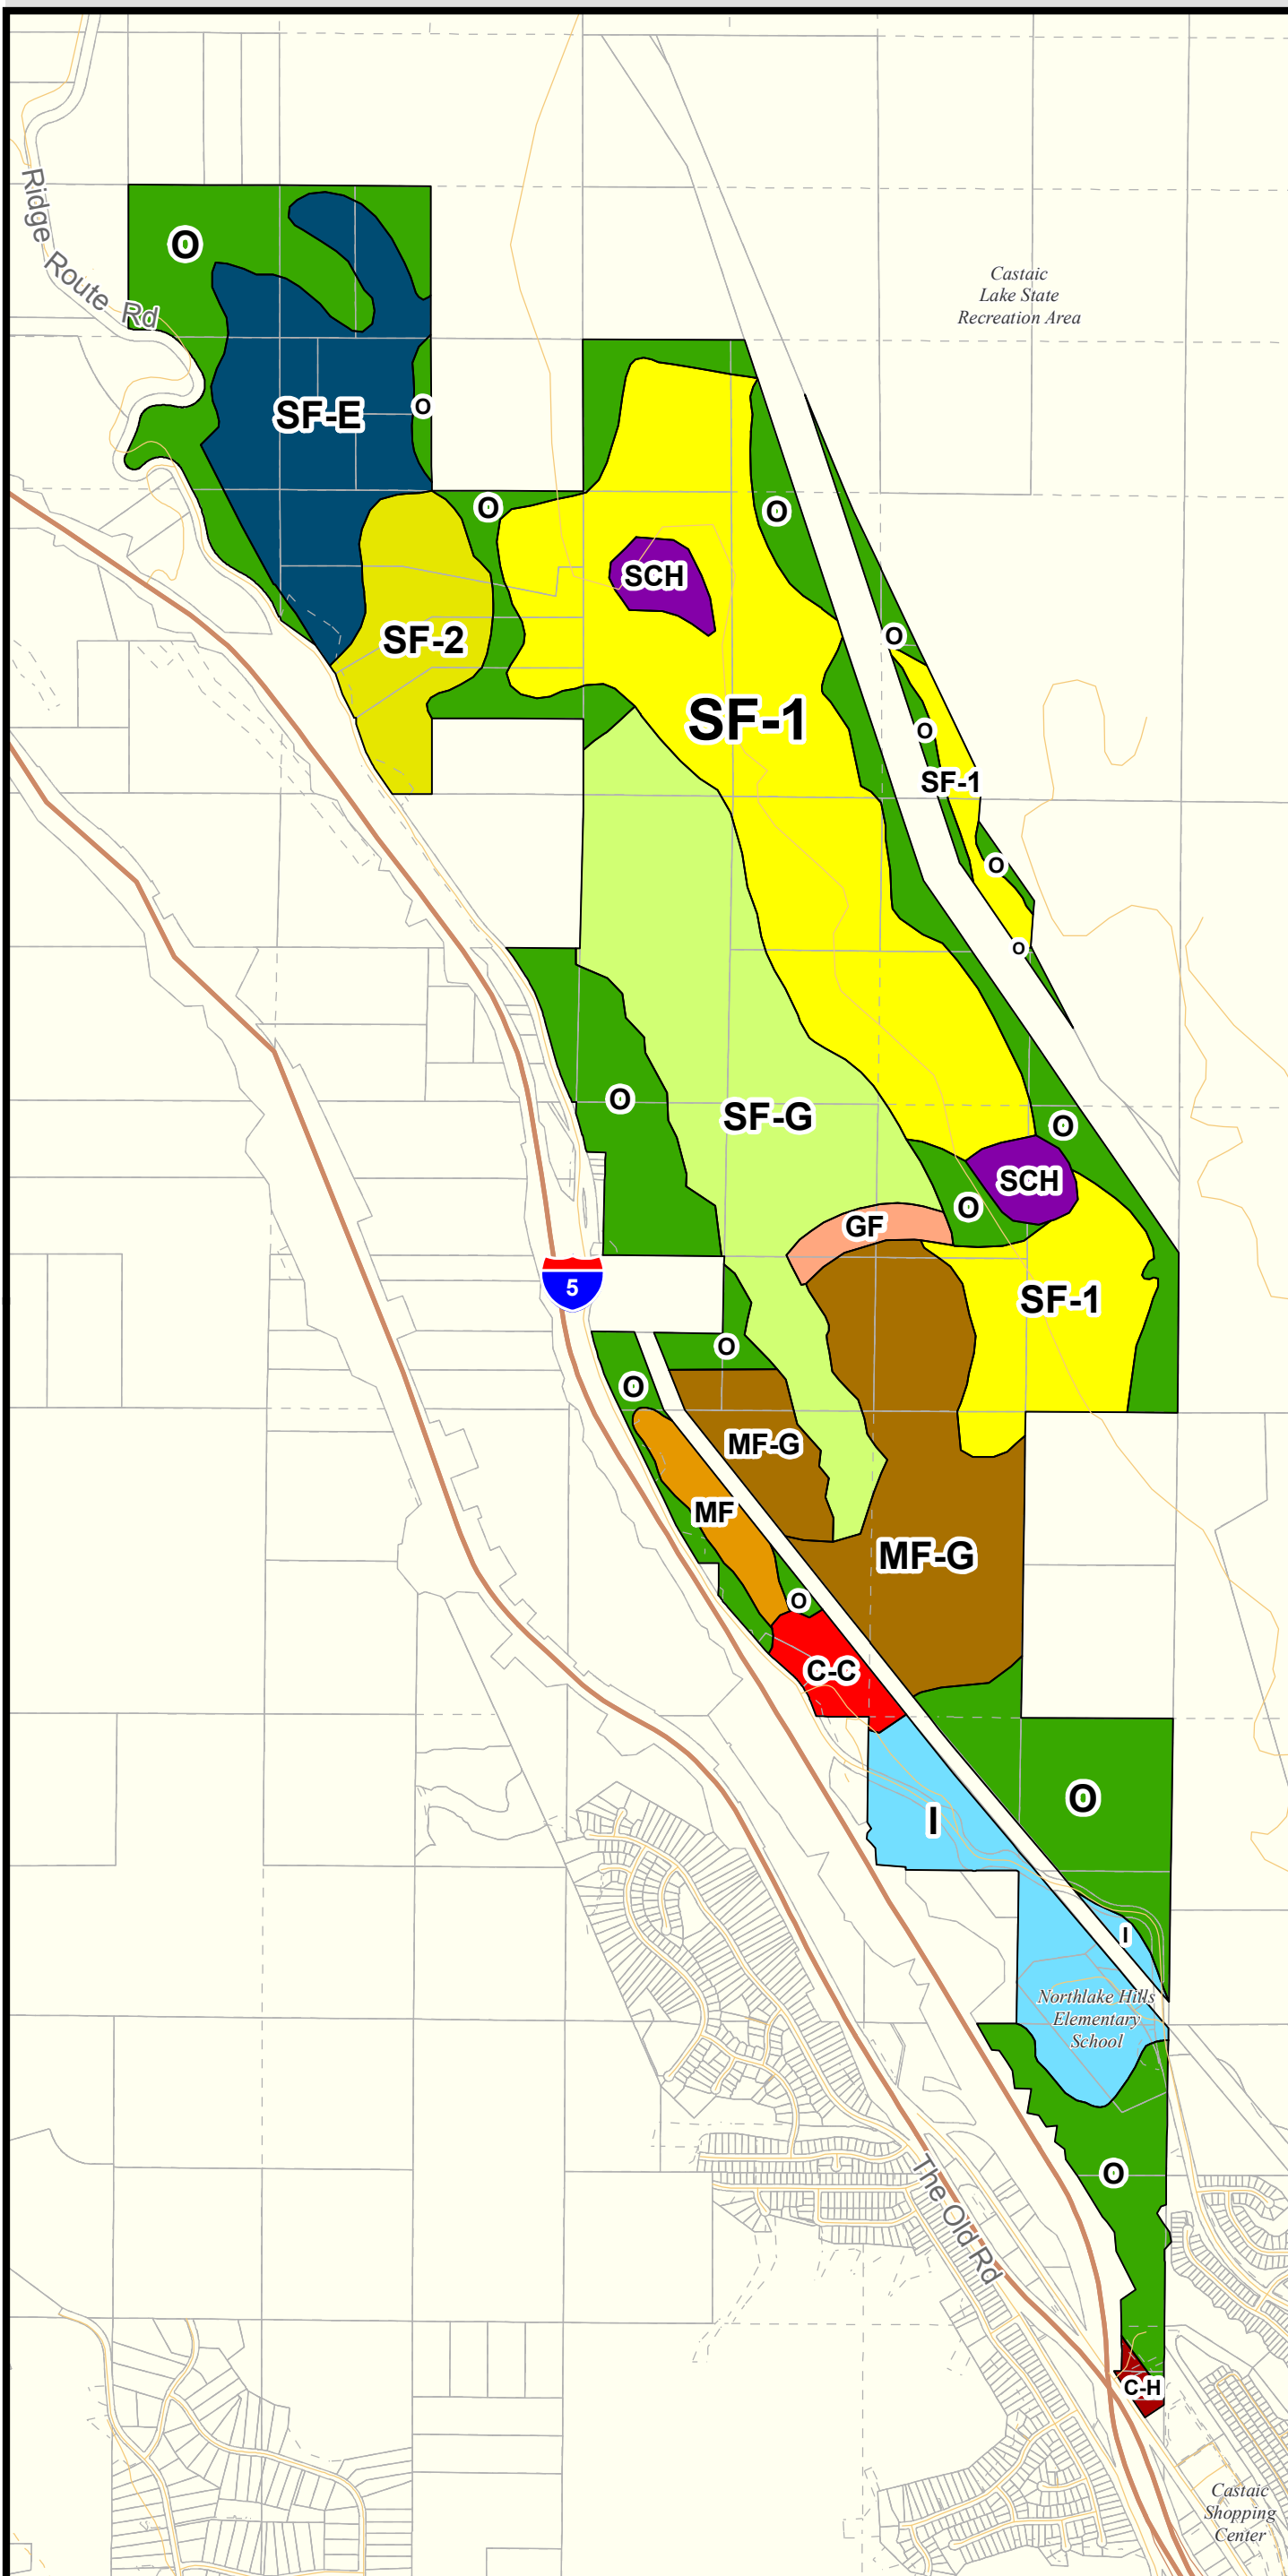 Ridge Route Rd
O
Castaic
Lake State
Recreation Area
SF-E
O
O
O
SCH
SF-2
O
SF-1
O
SF-1
O
O
O
SF-G
O
SCH
O
GF
5
SF-1
O
O
MF-G
MF
MF-G
O
C-C
O
I
I
Northlake Hills
Elementary
School
O
The Old Rd
C-H
Castaic
Shopping
Center